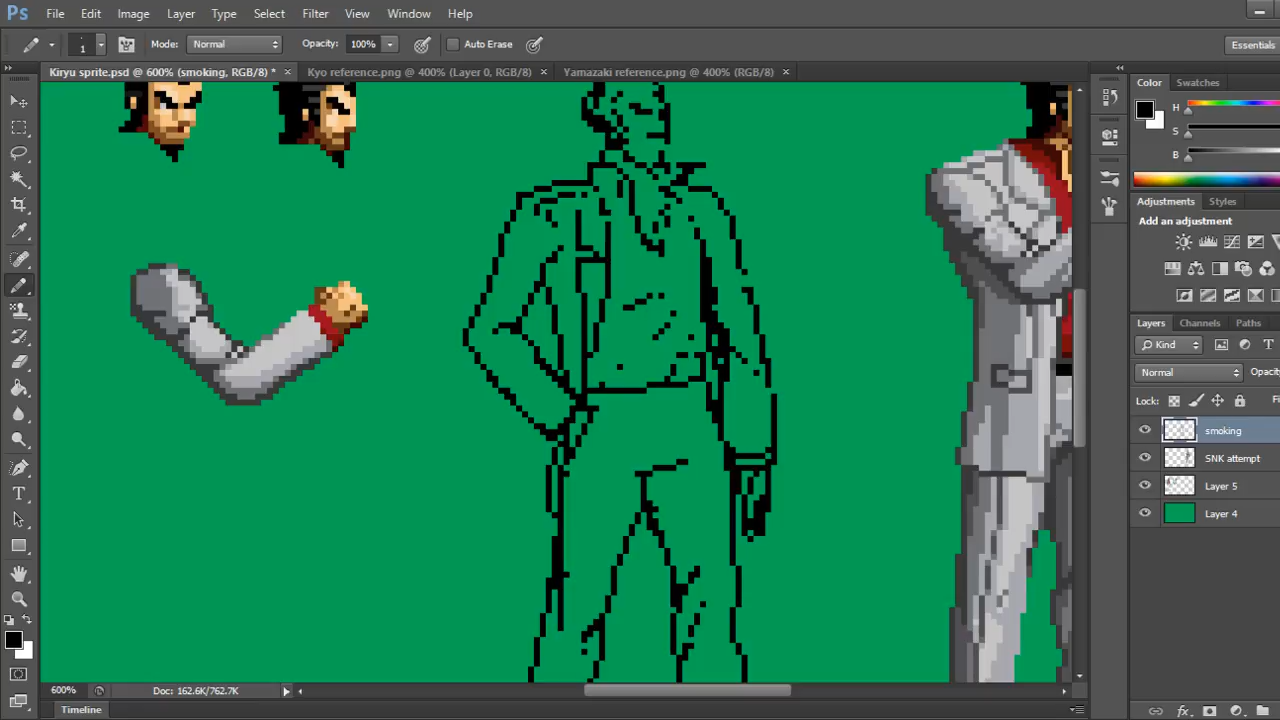 Ps File Edit Image Layer Type Select Filter View Window Help
1 Mode: Normal Opacity: 100% Auto Erase Essentials
Kiryu sprite.psd @ 600% (smoking, RGB/8) * × Kyo reference.png @ 400% (Layer 0, RGB/8) × Yamazaki reference.png @ 400% (RGB/8) ×
Color Swatches
H
S
B
Adjustments Styles
Add an adjustment
Layers Channels Paths
Kind
Normal Opacity
Lock:
smoking
SNK attempt
Layer 5
Layer 4
600% Doc: 162.6K/762.7K
Timeline